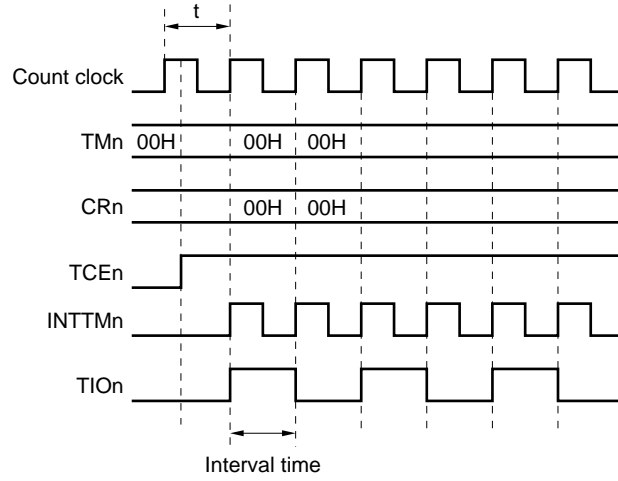 t
Count clock
TMn 00H 00H 00H
CRn 00H 00H
TCEn
INTTMn
TIOn
Interval time